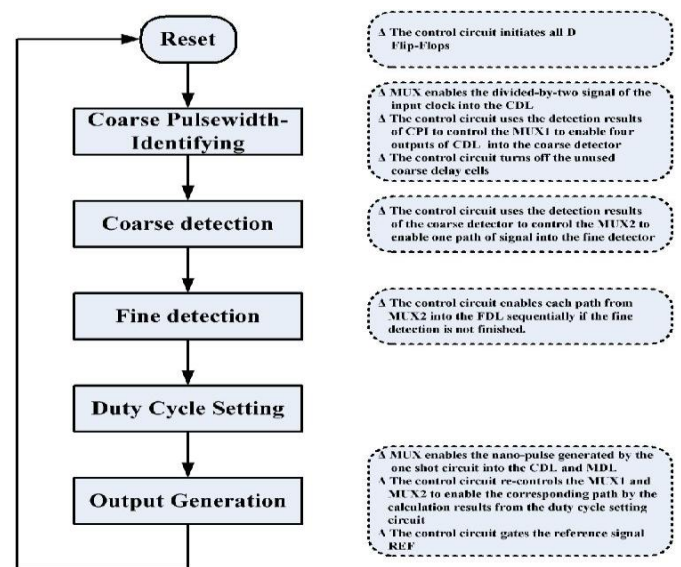 Reset
Δ The control circuit initiates all D
Flip-Flops
Coarse Pulsewidth-
Identifying
Δ MUX enables the divided-by-two signal of the
input clock into the CDL
Δ The control circuit uses the detection results
of CPI to control the MUX1 to enable four
outputs of CDL into the coarse detector
Δ The control circuit turns off the unused
coarse delay cells
Coarse detection
Δ The control circuit uses the detection results
of the coarse detector to control the MUX2 to
enable one path of signal into the fine detector
Fine detection
Δ The control circuit enables each path from
MUX2 into the FDL sequentially if the fine
detection is not finished.
Duty Cycle Setting
Output Generation
Δ MUX enables the nano-pulse generated by the
one shot circuit into the CDL and MDL
Δ The control circuit re-controls the MUX1 and
MUX2 to enable the corresponding path by the
calculation results from the duty cycle setting
circuit
Δ The control circuit gates the reference signal
REF